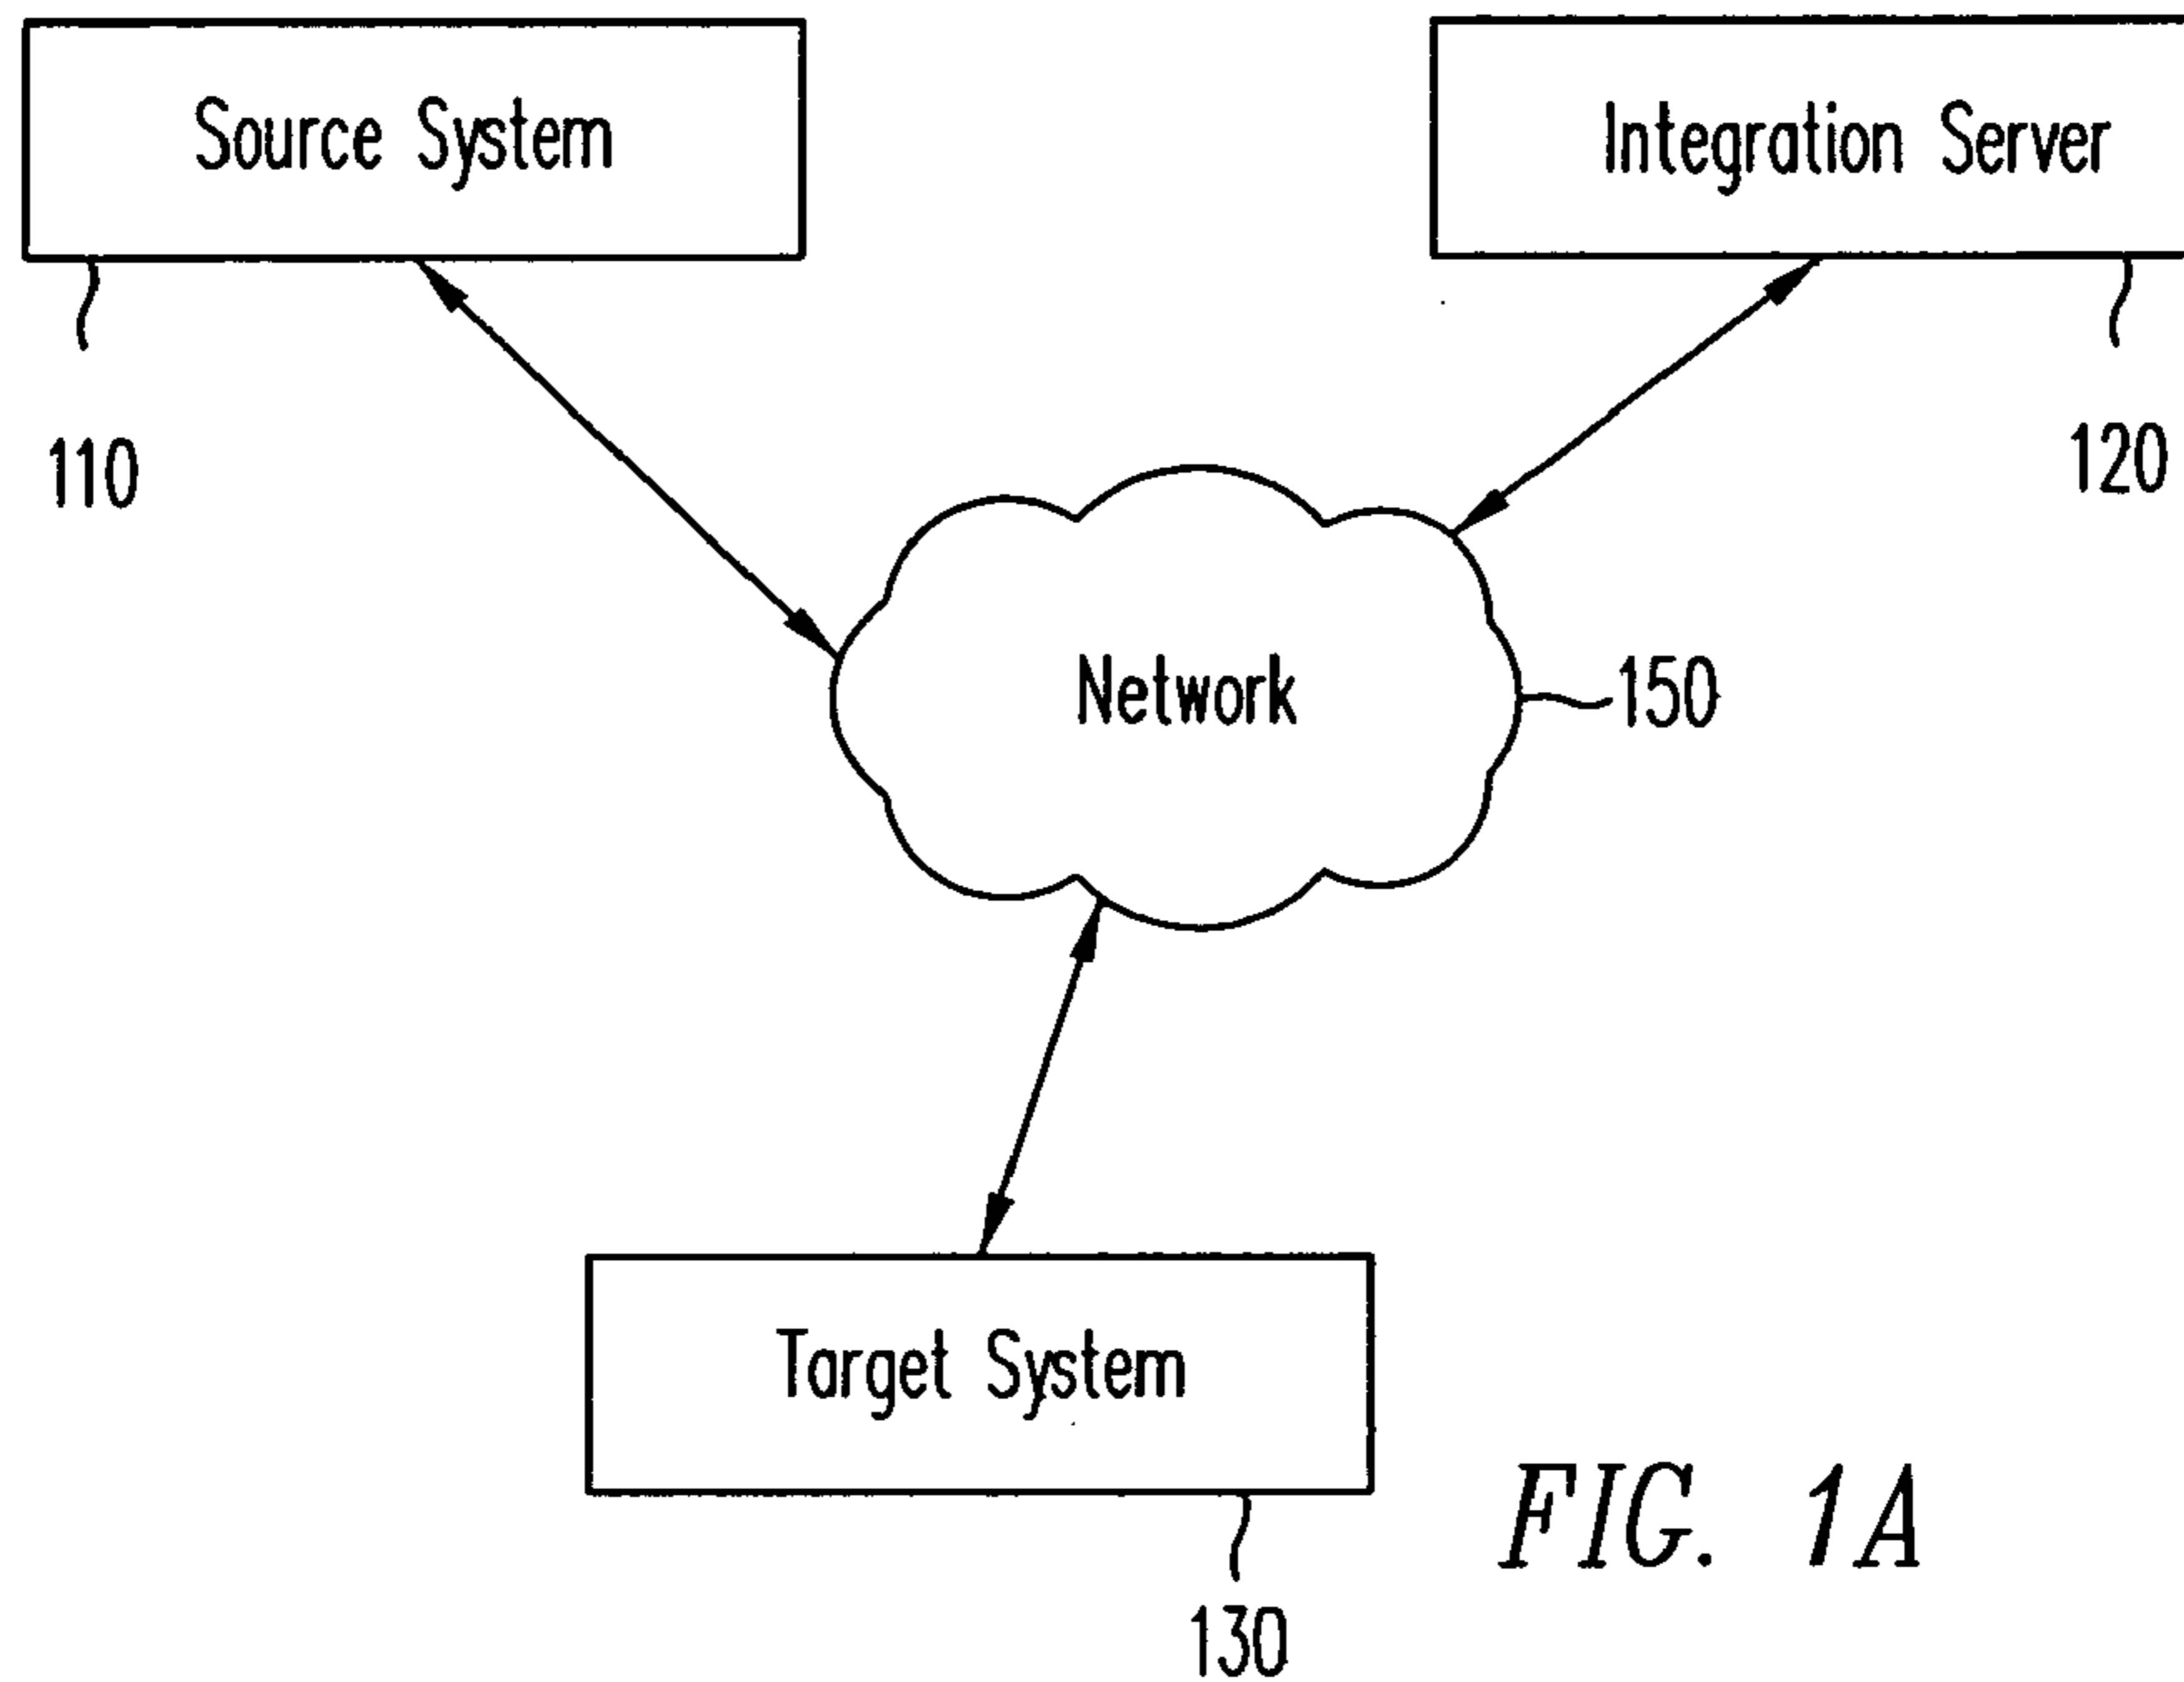 Source System
Integration Server
110
120
Network
150
Target System
FIG. 1A
130